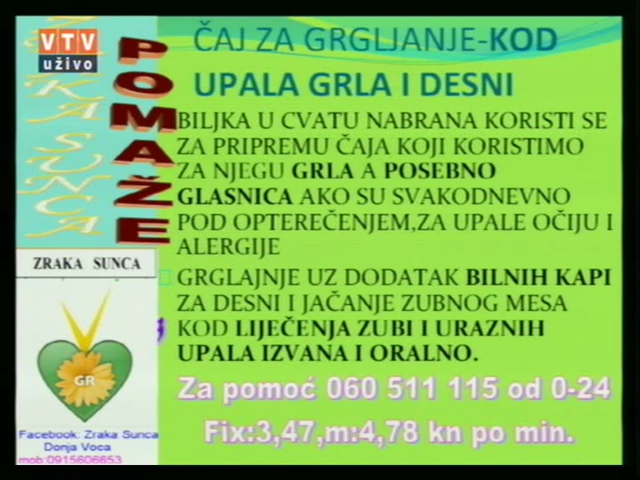 VTV
uživo
ZRAKA SUNCA
POMAŽE
ČAJ ZA GRGLJANJE-KOD
UPALA GRLA I DESNI
BILJKA U CVATU NABRANA KORISTI SE
ZA PRIPREMU ČAJA KOJI KORISTIMO
ZA NJEGU GRLA A POSEBNO
GLASNICA AKO SU SVAKODNEVNO
POD OPTEREČENJEM,ZA UPALE OČIJU I
ALERGIJE
GRGLAJNJE UZ DODATAK BILNIH KAPI
ZA DESNI I JAČANJE ZUBNOG MESA
KOD LIJEČENJA ZUBI I URAZNIH
UPALA IZVANA I ORALNO.
Za pomoć 060 511 115 od 0-24
Fix:3,47,m:4,78 kn po min.
ZRAKA SUNCA
GR
Facebook: Zraka Sunca
Donja Voca
mob:0915606653